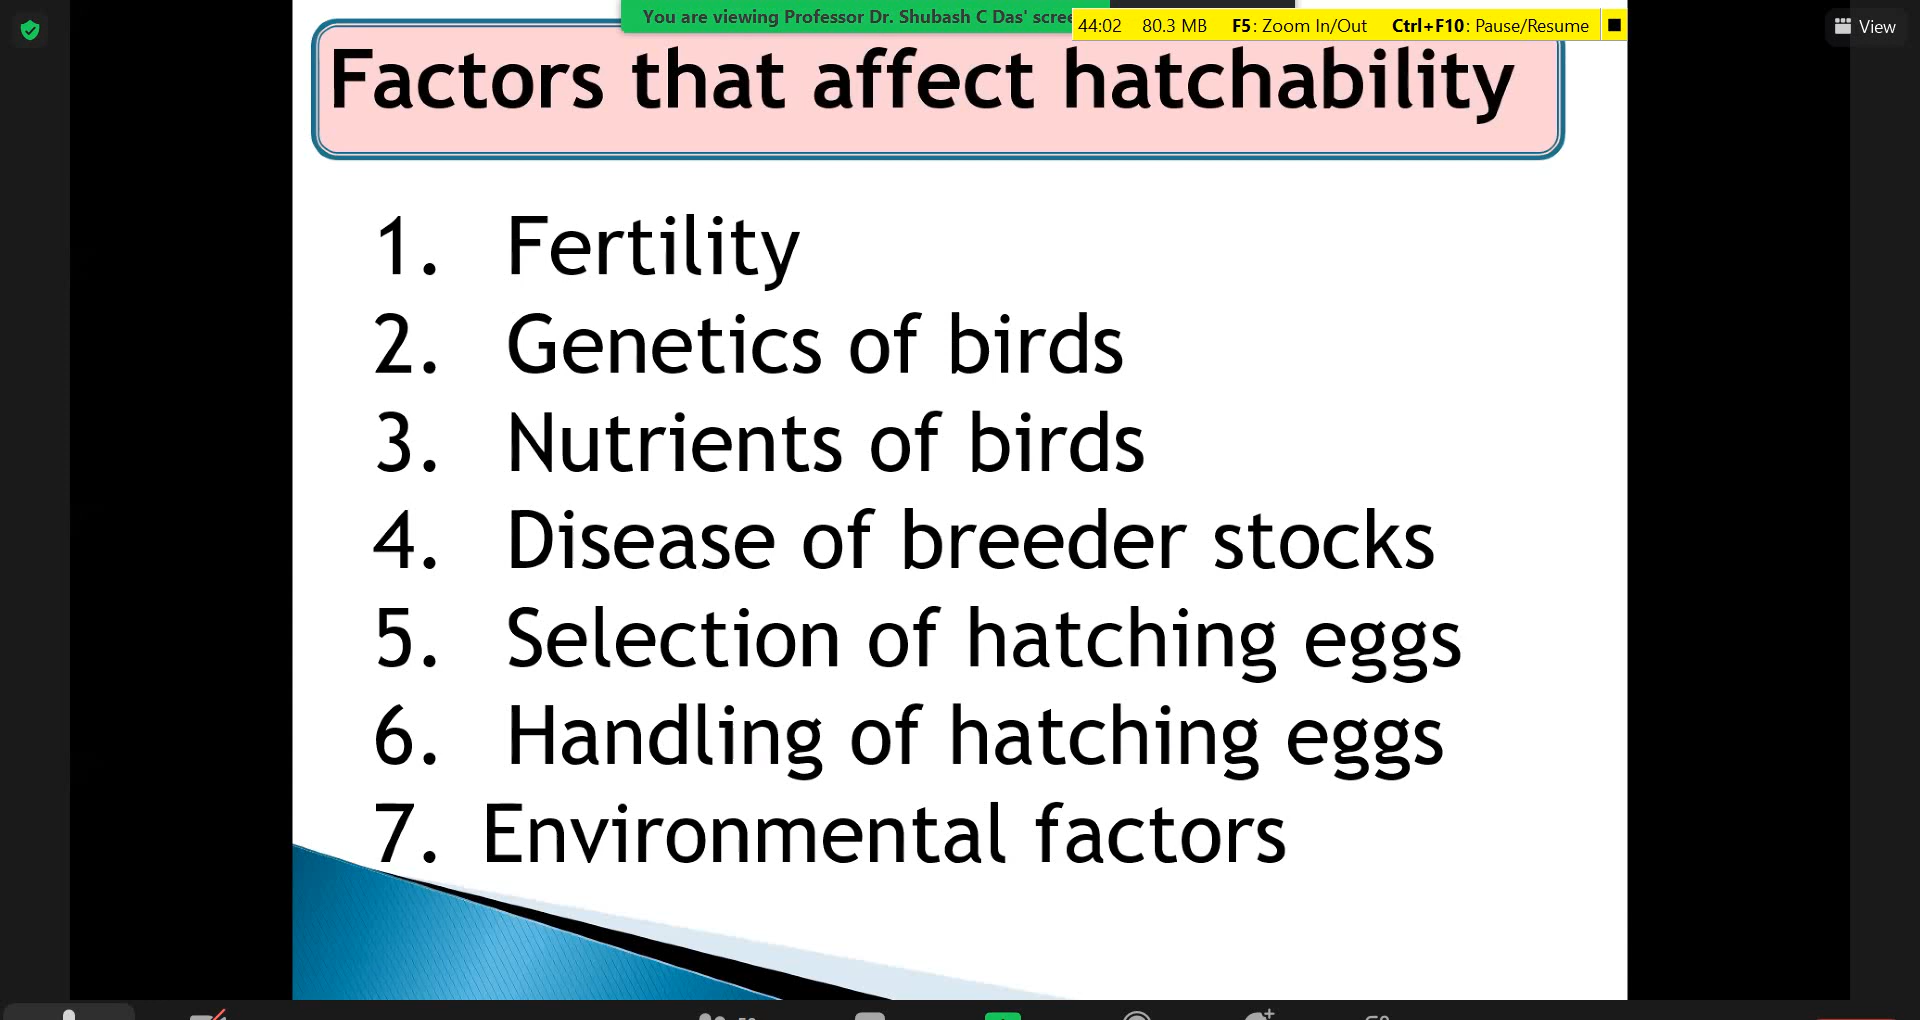 You are viewing Professor Dr. Shubash C Das' scree
44:02 80.3 MB F5: Zoom In/Out Ctrl+F10: Pause/Resume
View
Factors that affect hatchability
1. Fertility
2. Genetics of birds
3. Nutrients of birds
4. Disease of breeder stocks
5. Selection of hatching eggs
6. Handling of hatching eggs
7. Environmental factors